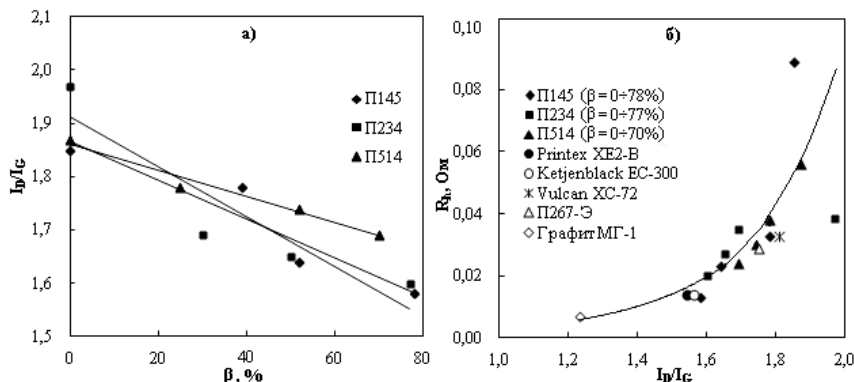 а)
2,1
2,0
1,9
1,8
1,7
1,6
1,5
I_D/I_G
0
20
40
60
80
β, %
П145
П234
П514
б)
0,10
0,08
0,06
0,04
0,02
0,00
R_h, Ом
1,0
1,2
1,4
1,6
1,8
2,0
I_D/I_G
П145 (β = 0÷78%)
П234 (β = 0÷77%)
П514 (β = 0÷70%)
Printex XE2-B
Ketjenblack EC-300
Vulcan XC-72
П267-Э
Графит МГ-1